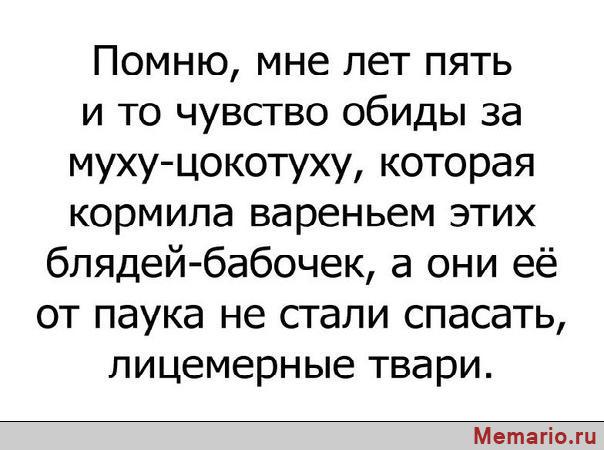 Помню, мне лет пять
и то чувство обиды за
муху-цокотуху, которая
кормила вареньем этих
блядей-бабочек, а они её
от паука не стали спасать,
лицемерные твари.
Memario.ru